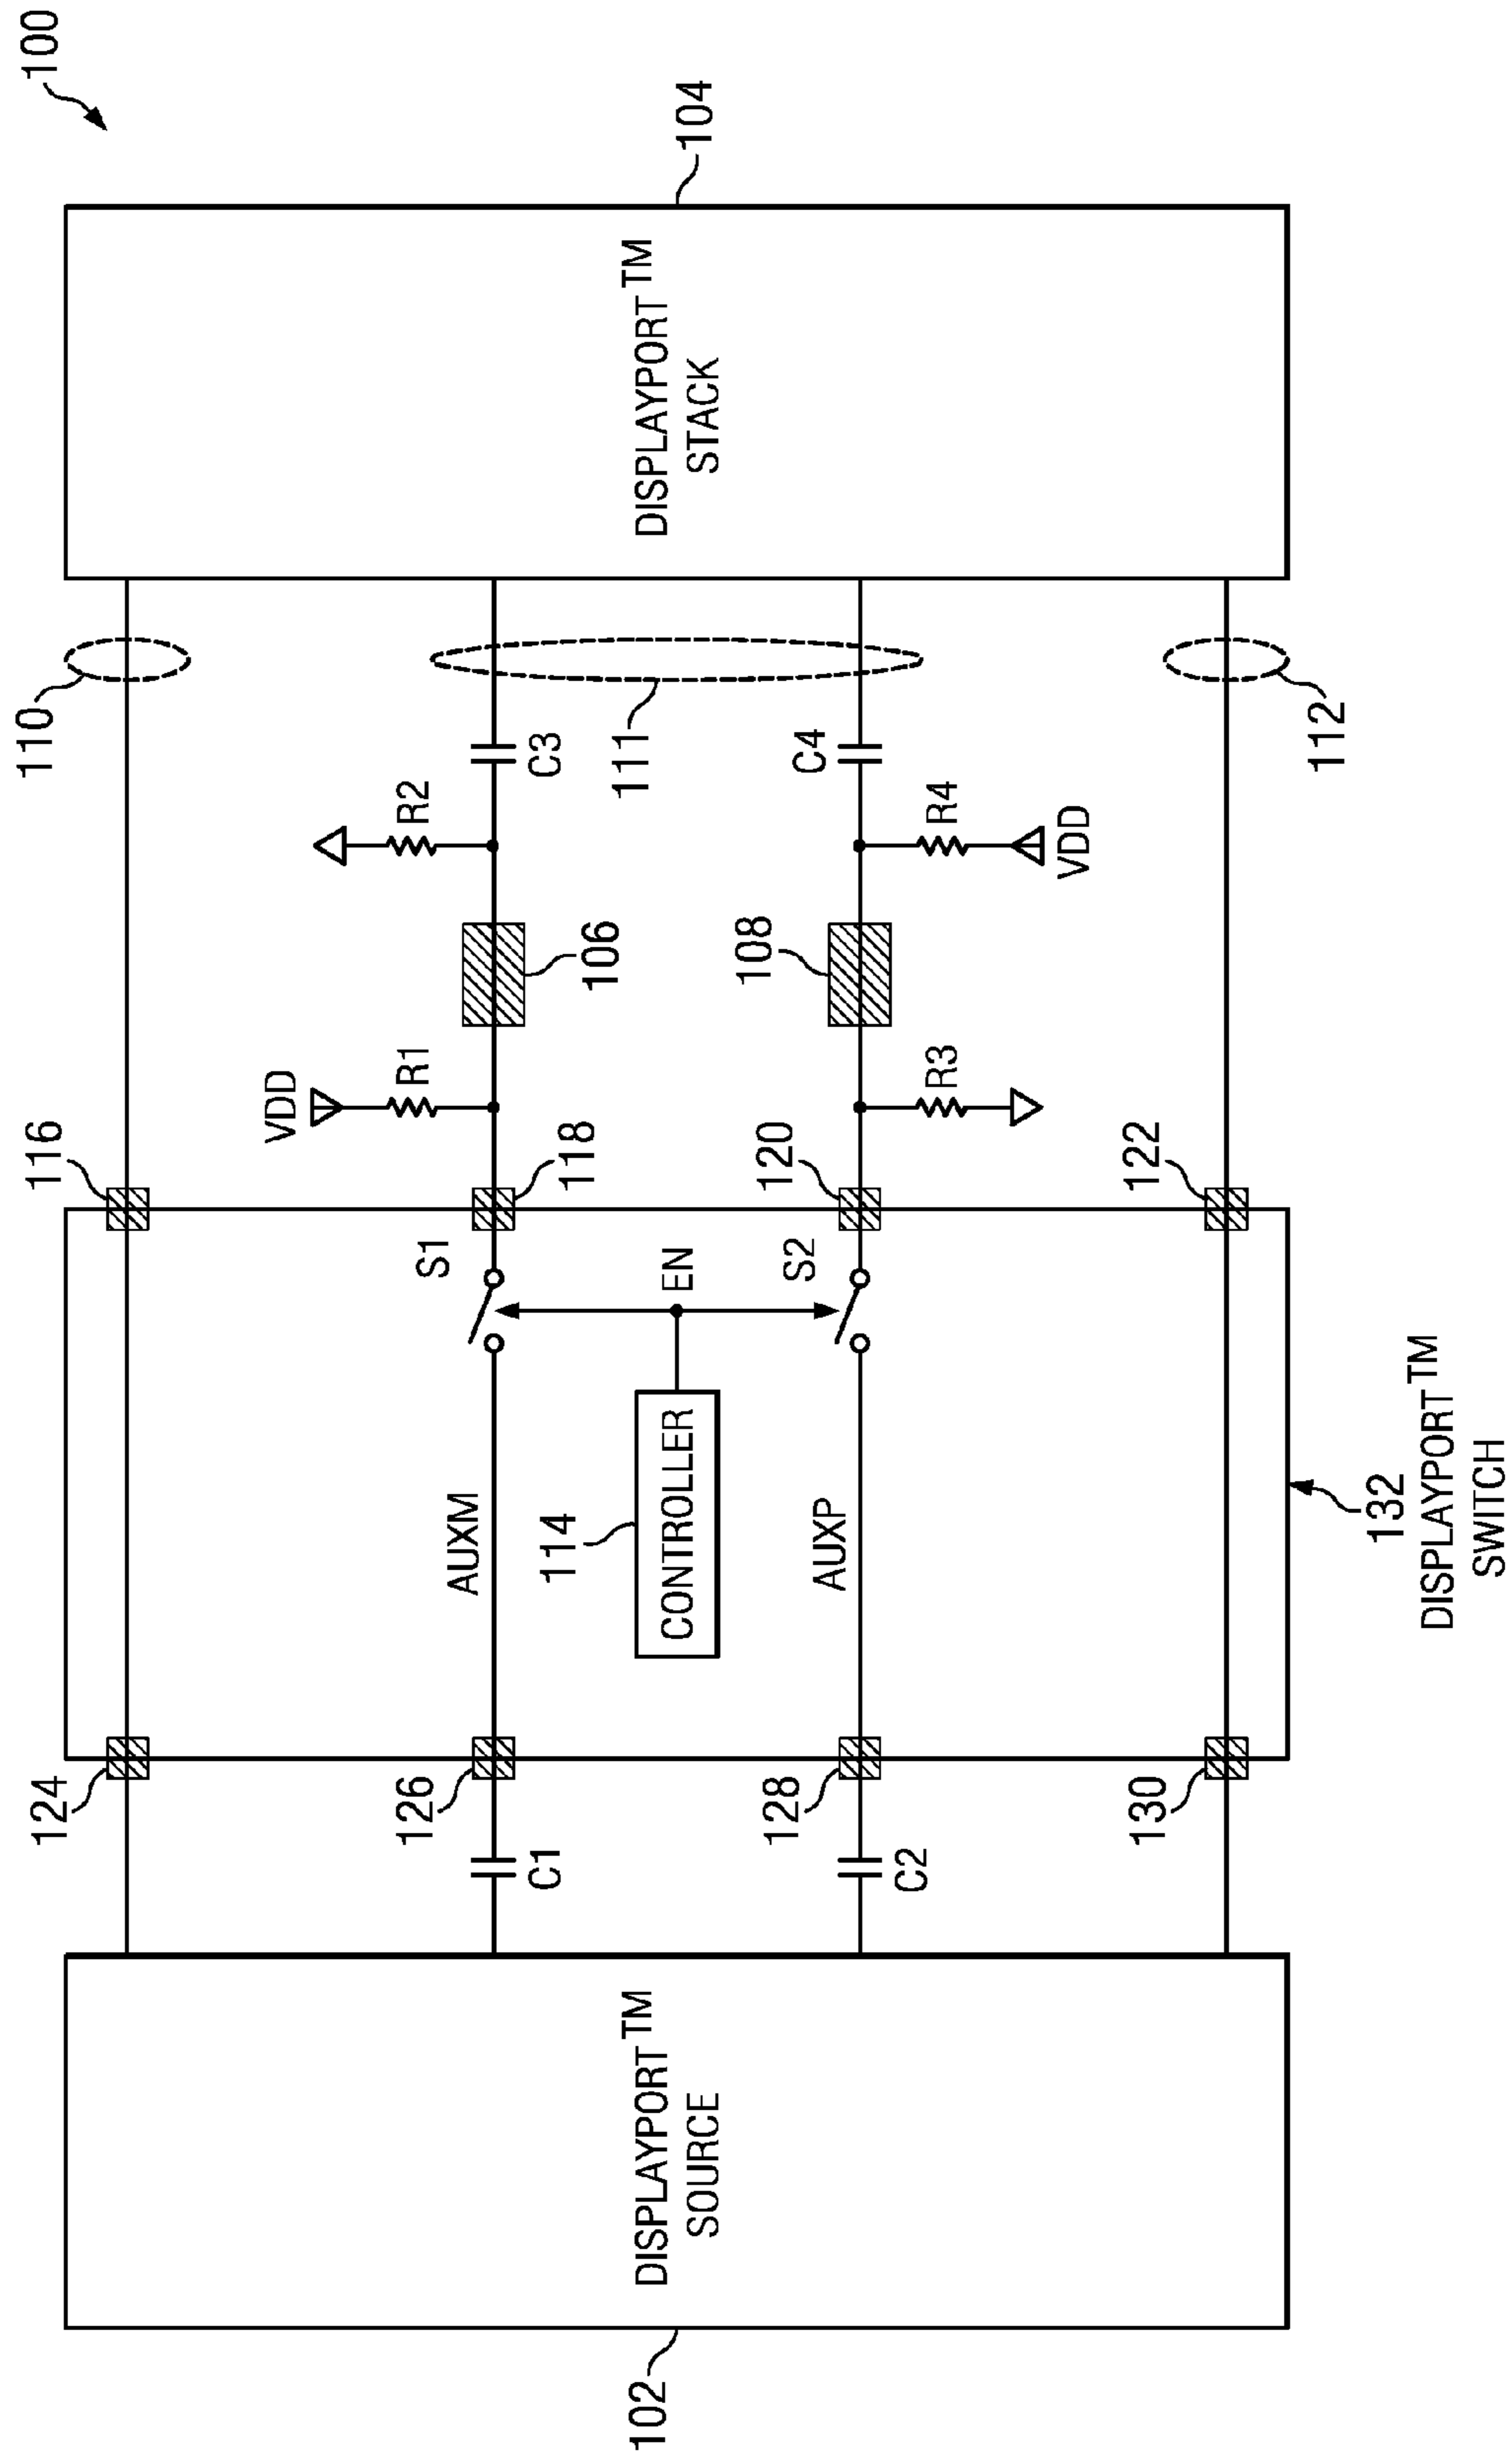 100
110
116
124
VDD
R1
R2
126
S1
AUXM
C1
118
C3
106
114
111
102
DISPLAYPORT™
SOURCE
CONTROLLER
EN
DISPLAYPORT™
STACK
104
128
120
108
S2
C4
AUXP
C2
R3
R4
VDD
130
122
112
132
DISPLAYPORT™
SWITCH